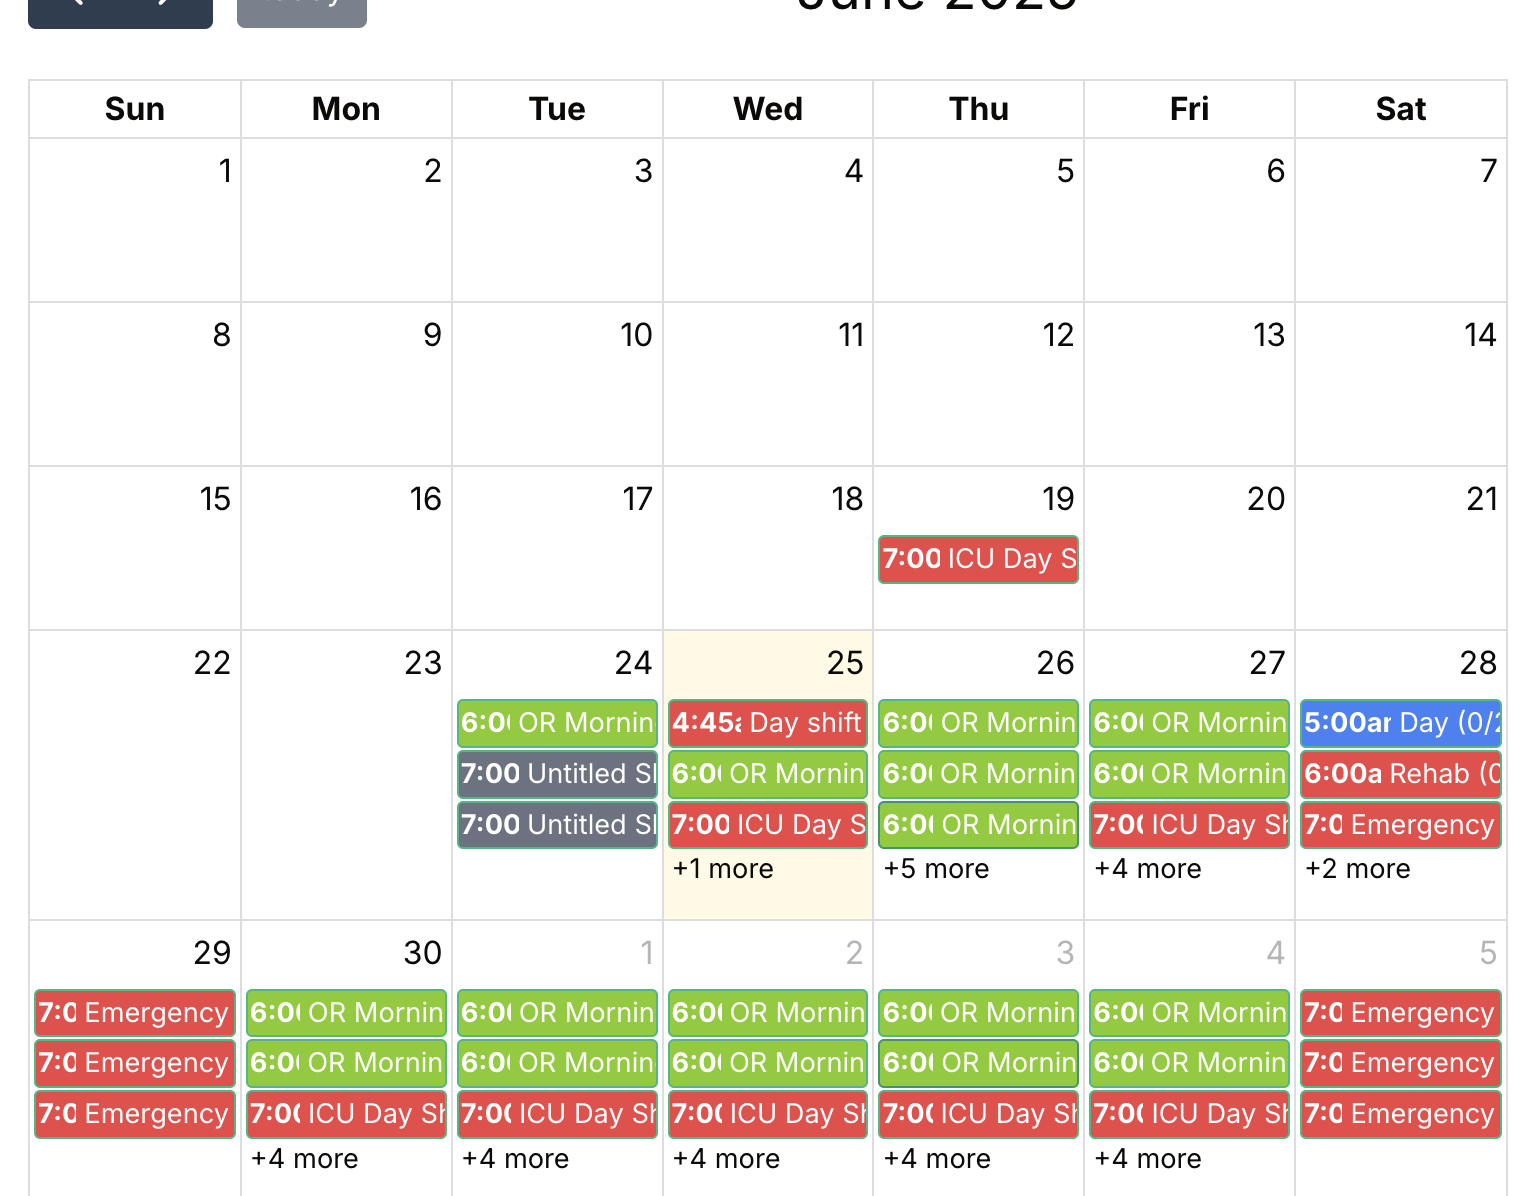 June 2025
Sun Mon Tue Wed Thu Fri Sat
1 2 3 4 5 6 7
8 9 10 11 12 13 14
15 16 17 18 19 20 21
7:00 ICU Day S
22 23 24 25 26 27 28
6:0 OR Mornin 4:45a Day shift 6:0 OR Mornin 6:0 OR Mornin 5:00am Day (0/2
7:00 Untitled S 6:0 OR Mornin 6:0 OR Mornin 6:0 OR Mornin 6:00a Rehab (0
7:00 Untitled S 7:00 ICU Day S 6:0 OR Mornin 7:0 ICU Day Sh 7:0 Emergency
+1 more +5 more +4 more +2 more
29 30 1 2 3 4 5
7:0 Emergency 6:0 OR Mornin 6:0 OR Mornin 6:0 OR Mornin 6:0 OR Mornin 6:0 OR Mornin 7:0 Emergency
7:0 Emergency 6:0 OR Mornin 6:0 OR Mornin 6:0 OR Mornin 6:0 OR Mornin 6:0 OR Mornin 7:0 Emergency
7:0 Emergency 7:0 ICU Day Sh 7:0 ICU Day Sh 7:0 ICU Day Sh 7:0 ICU Day Sh 7:0 ICU Day Sh 7:0 Emergency
+4 more +4 more +4 more +4 more +4 more